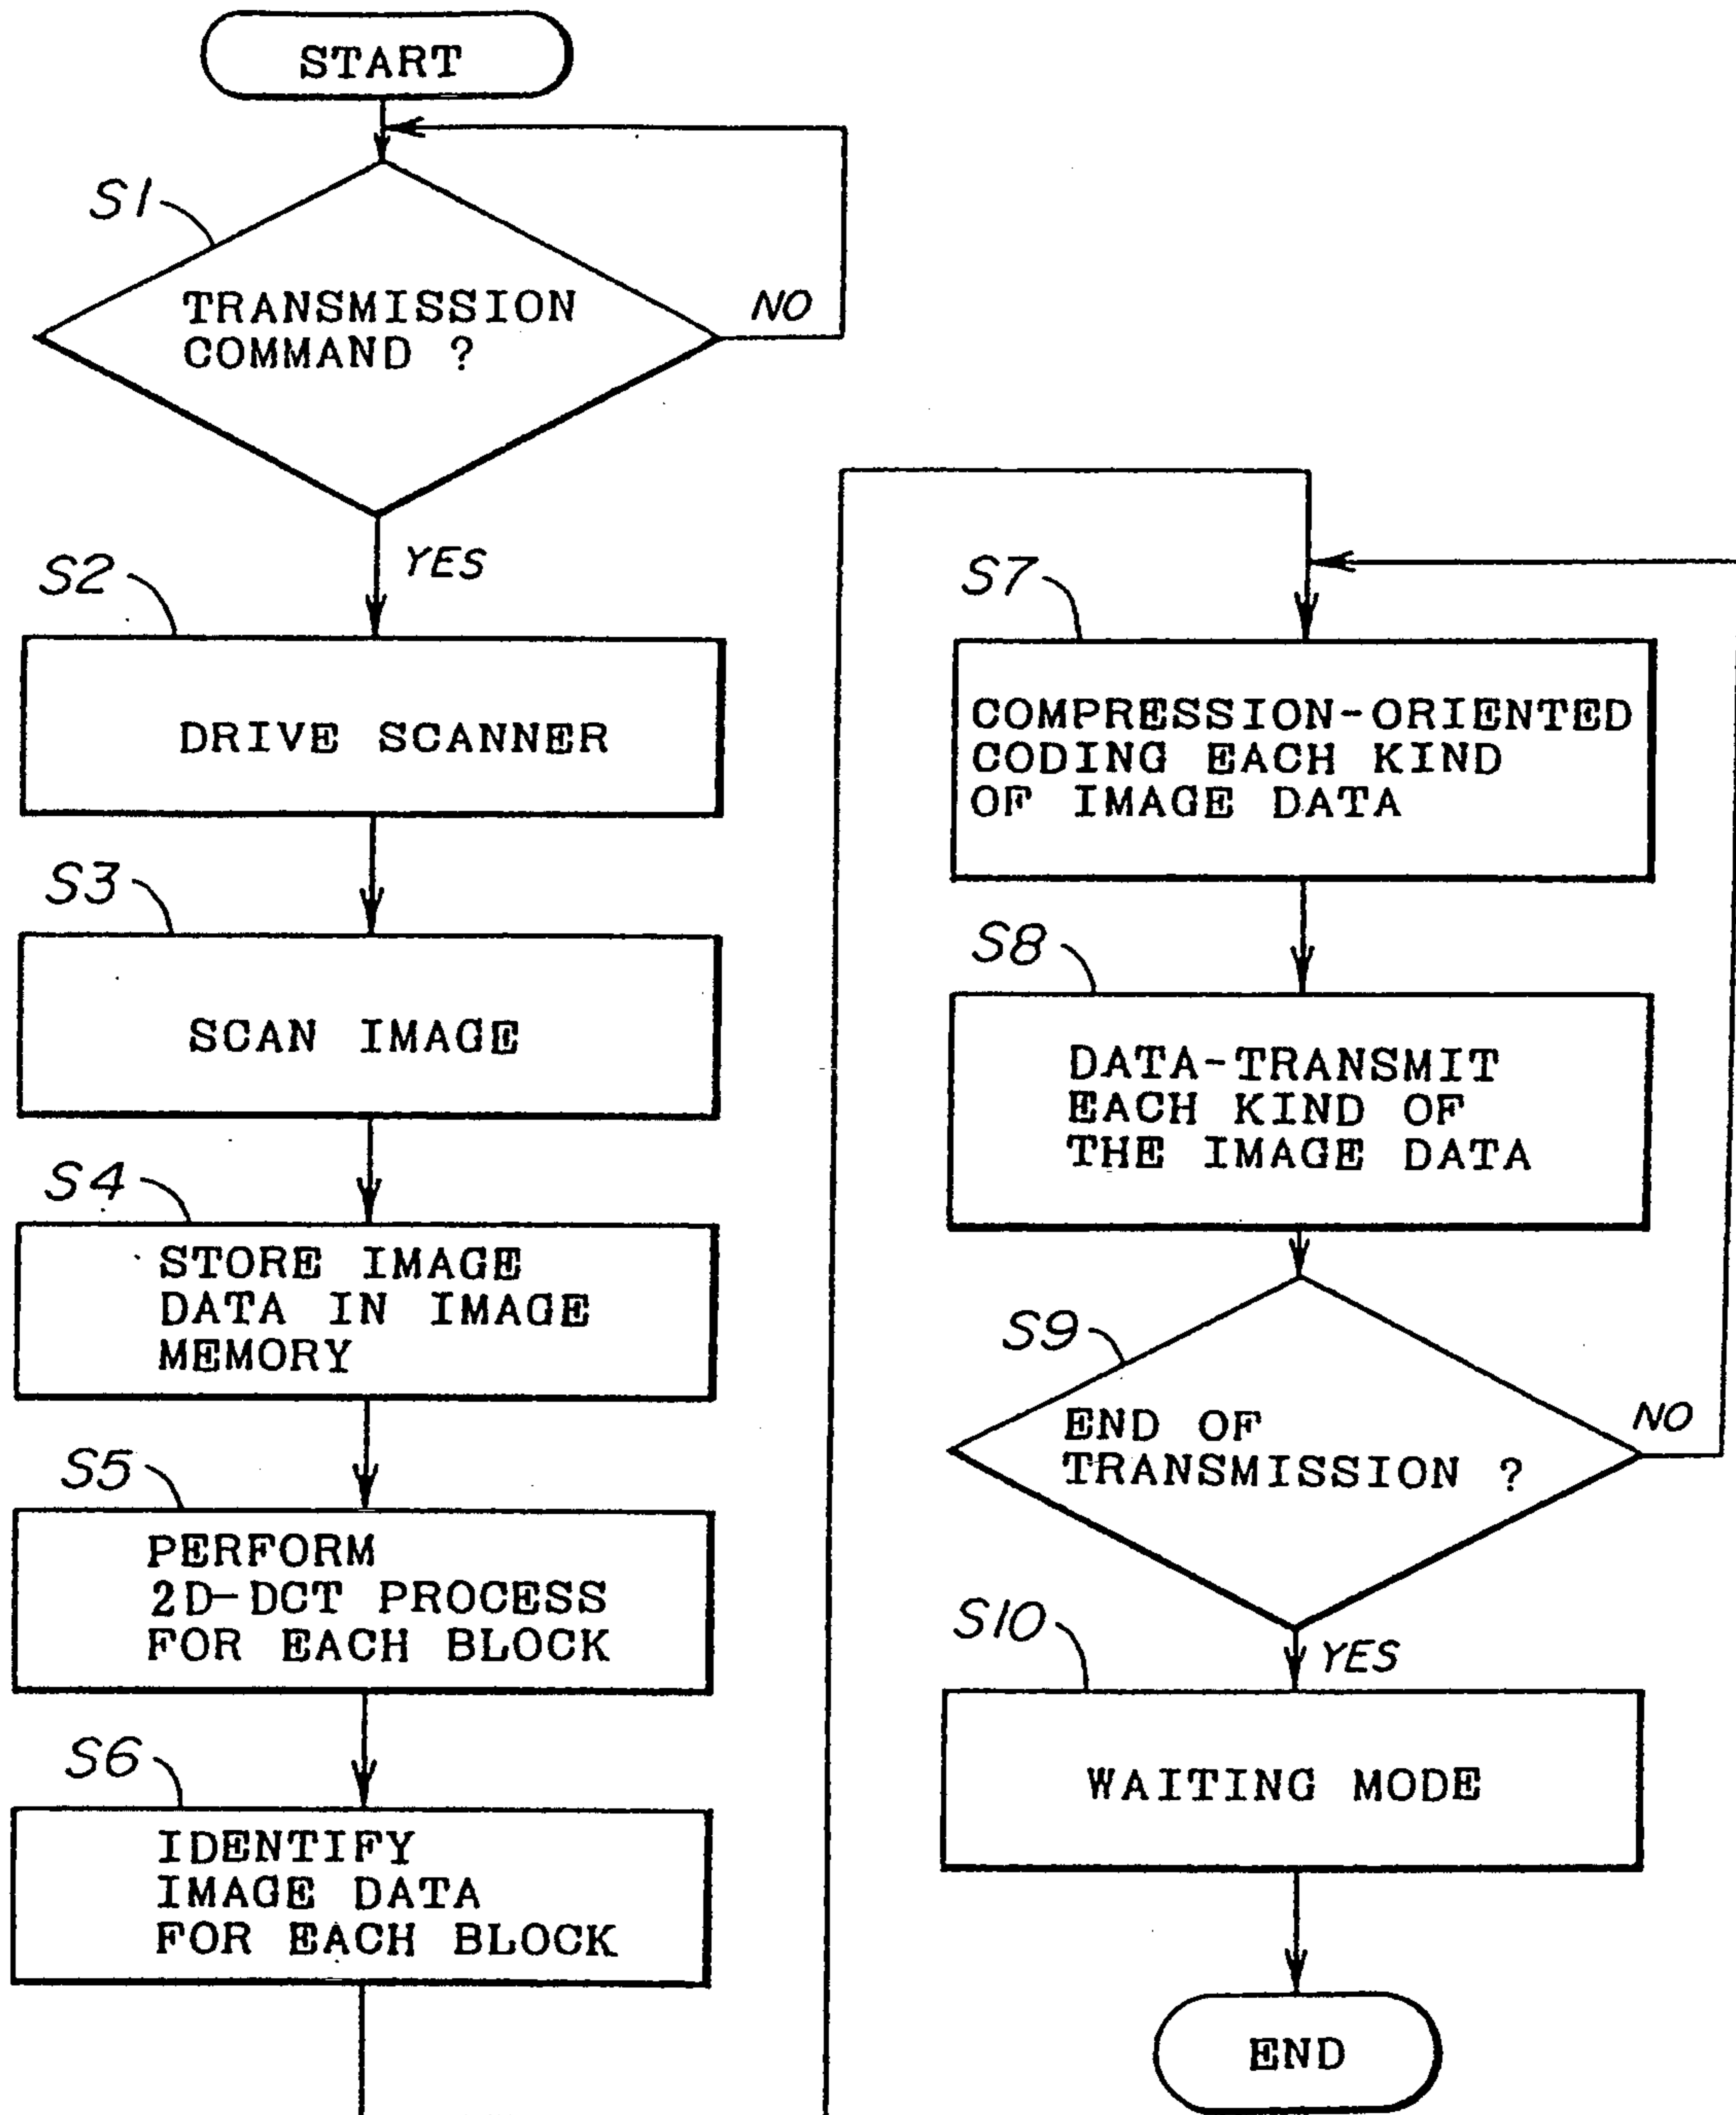 START
S1
TRANSMISSION
COMMAND ?
NO
YES
S2
DRIVE SCANNER
S3
SCAN IMAGE
S4
STORE IMAGE
DATA IN IMAGE
MEMORY
S5
PERFORM
2D-DCT PROCESS
FOR EACH BLOCK
S6
IDENTIFY
IMAGE DATA
FOR EACH BLOCK
S7
COMPRESSION-ORIENTED
CODING EACH KIND
OF IMAGE DATA
S8
DATA-TRANSMIT
EACH KIND OF
THE IMAGE DATA
S9
END OF
TRANSMISSION ?
NO
YES
S10
WAITING MODE
END